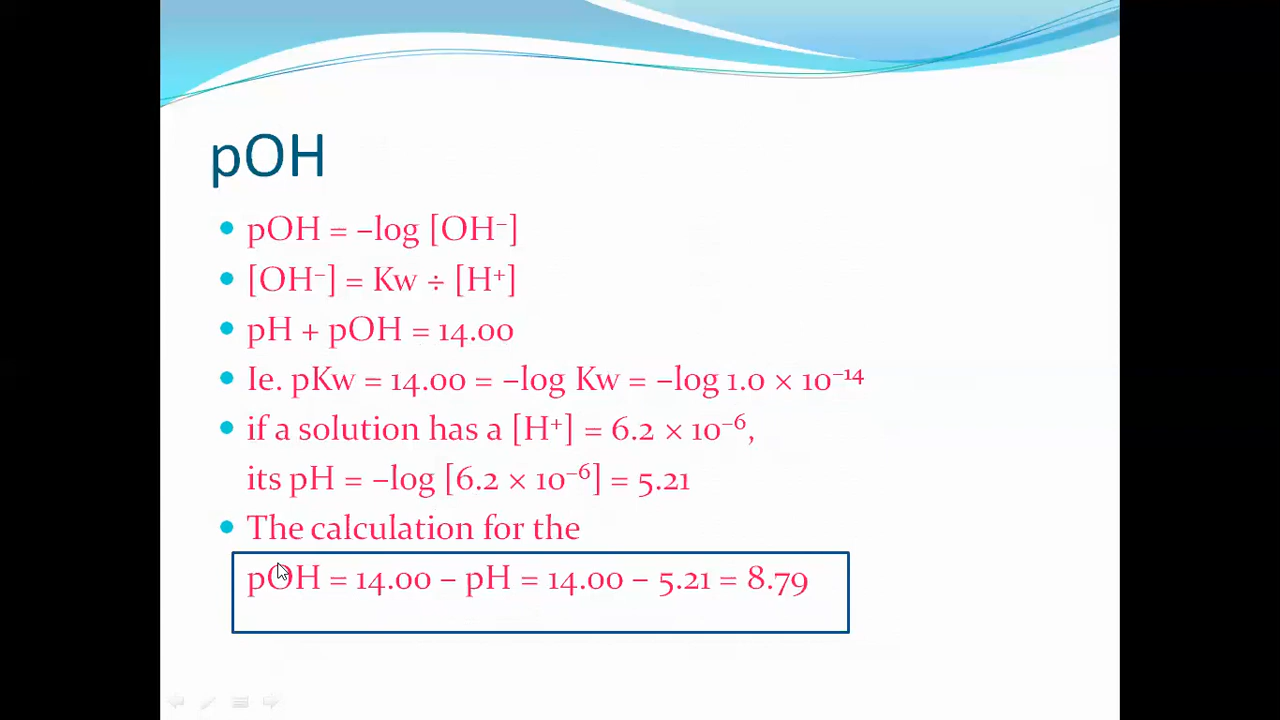 pOH
• pOH = –log [OH⁻]
• [OH⁻] = Kw ÷ [H⁺]
• pH + pOH = 14.00
• Ie. pKw = 14.00 = –log Kw = –log 1.0 × 10⁻¹⁴
• if a solution has a [H⁺] = 6.2 × 10⁻⁶,
its pH = –log [6.2 × 10⁻⁶] = 5.21
• The calculation for the
pOH = 14.00 – pH = 14.00 – 5.21 = 8.79